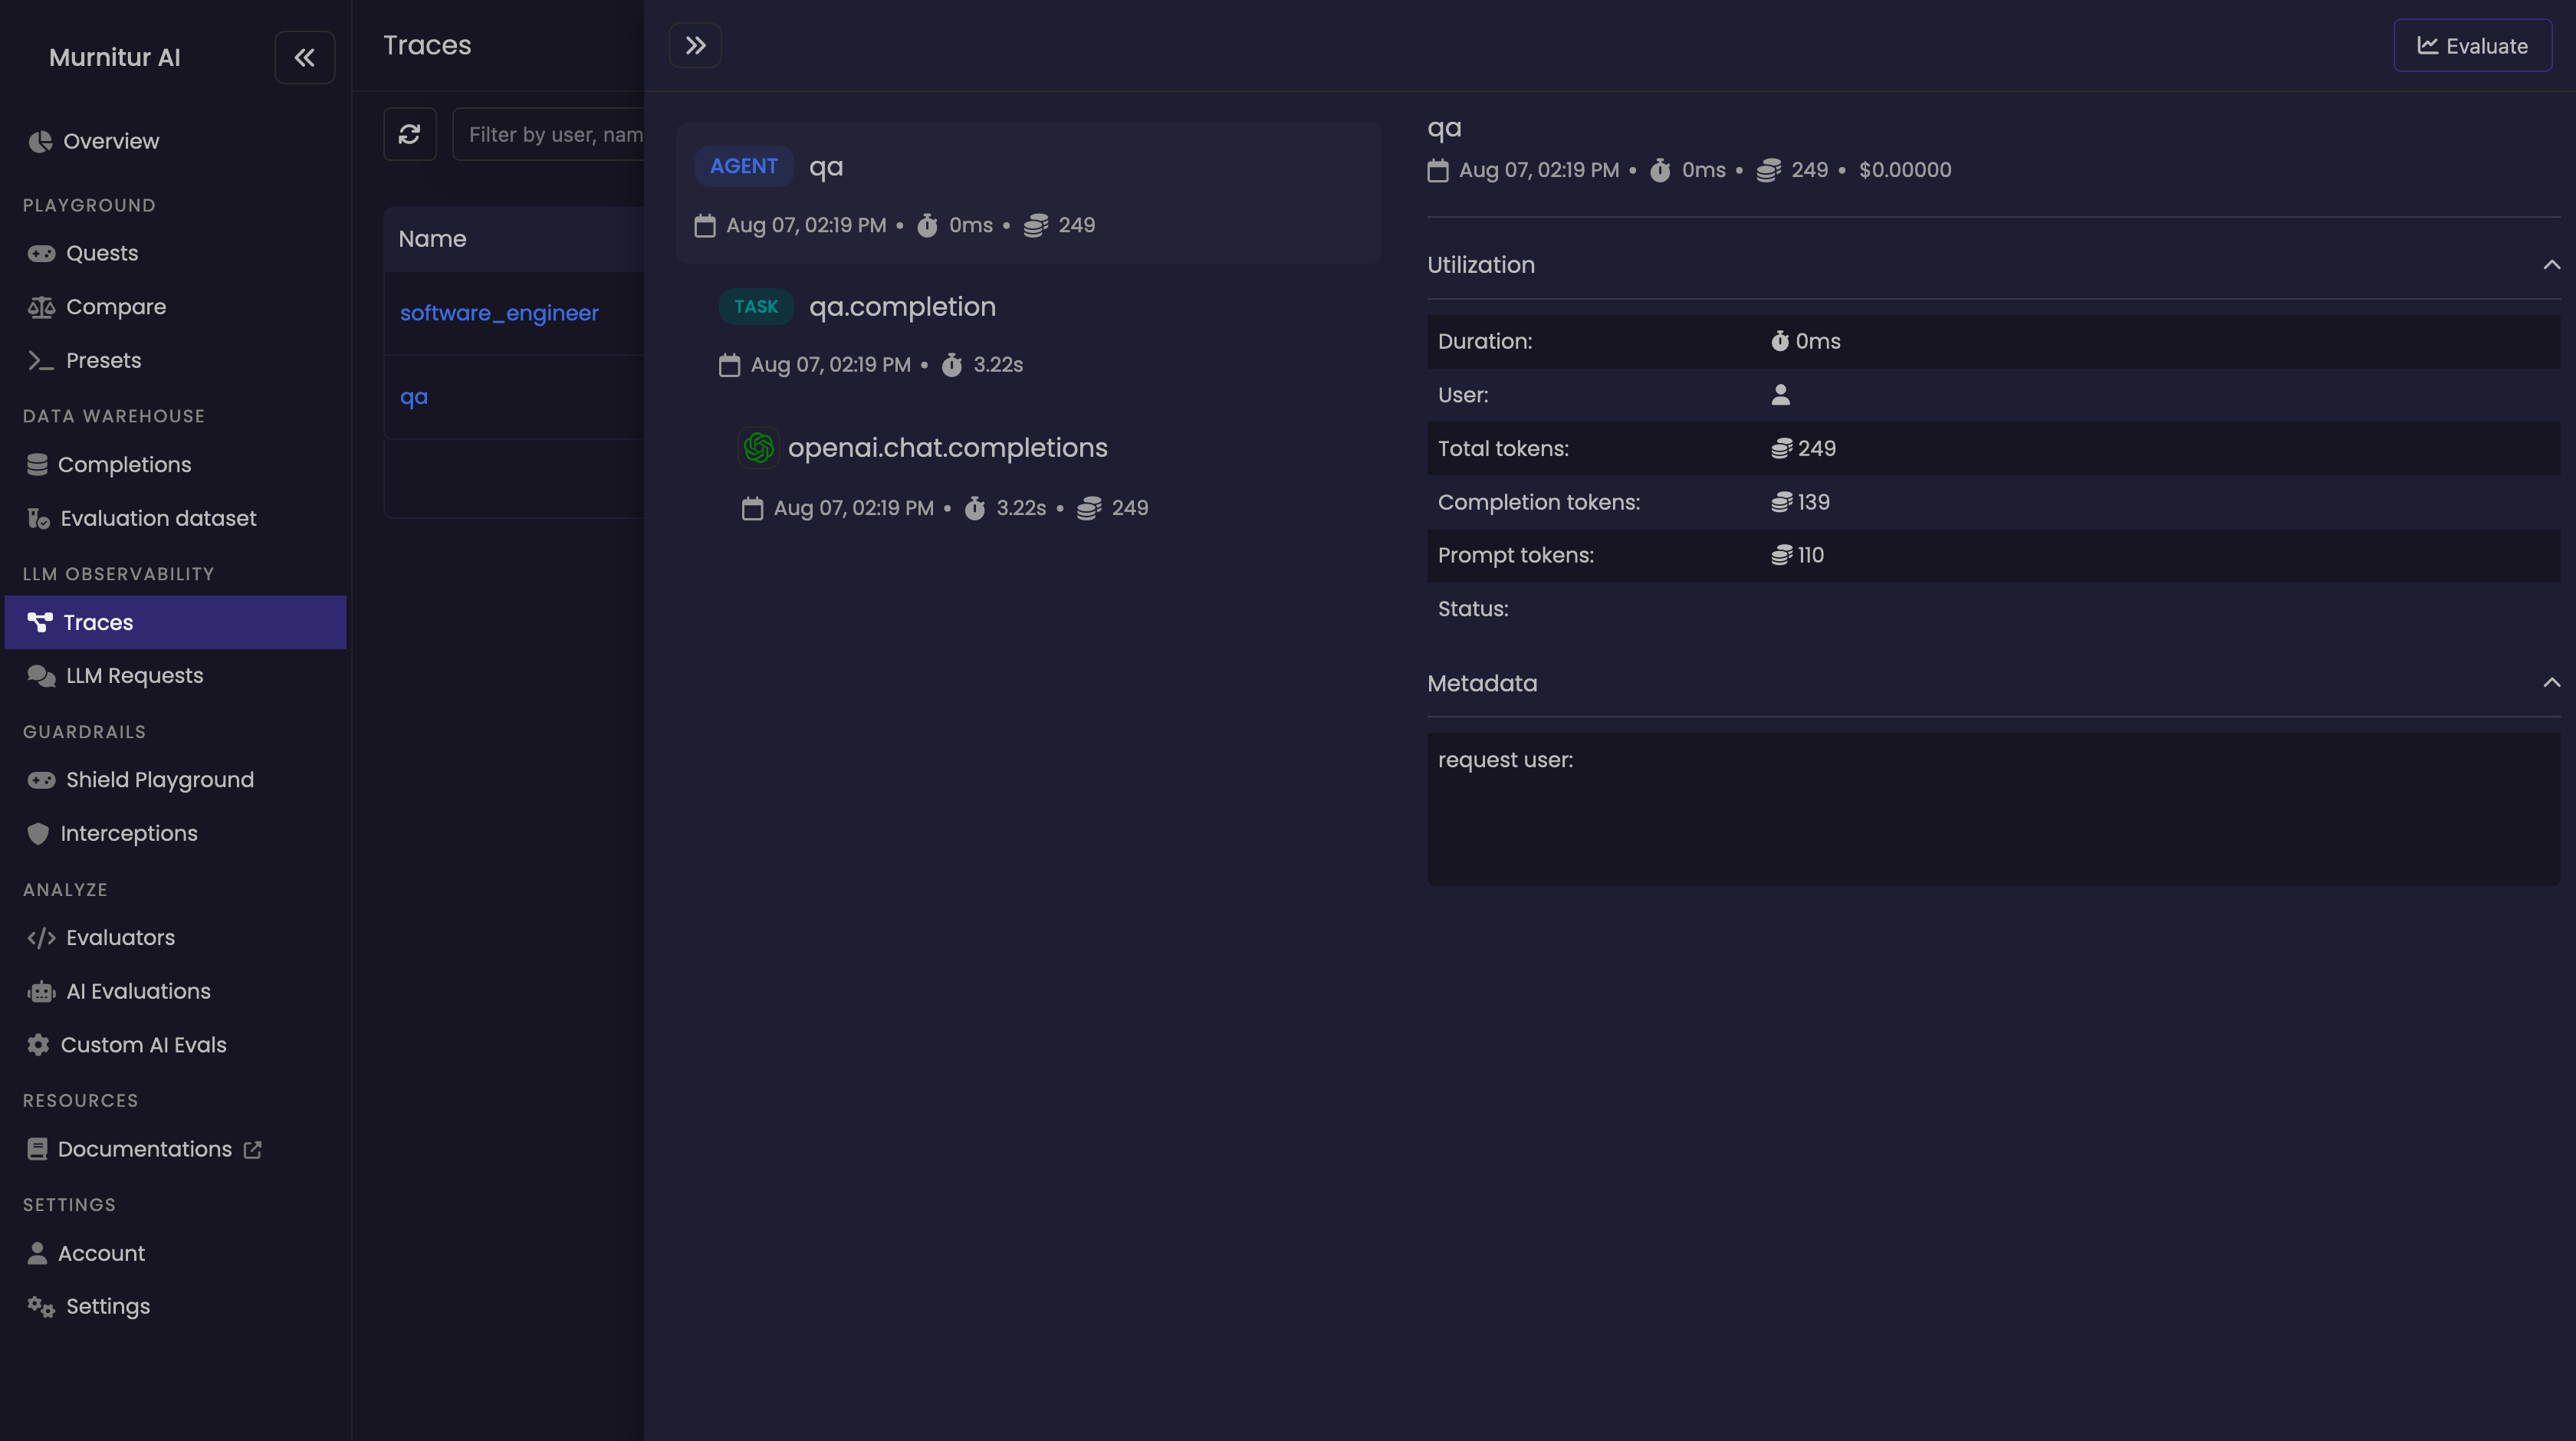 Murnitur AI
Overview
PLAYGROUND
Quests
Compare
Presets
DATA WAREHOUSE
Completions
Evaluation dataset
LLM OBSERVABILITY
Traces
LLM Requests
GUARDRAILS
Shield Playground
Interceptions
ANALYZE
Evaluators
AI Evaluations
Custom AI Evals
RESOURCES
Documentations
SETTINGS
Account
Settings
Traces
Filter by user, nam
Name
software_engineer
qa
AGENT qa
Aug 07, 02:19 PM • 0ms • 249
TASK qa.completion
Aug 07, 02:19 PM • 3.22s
openai.chat.completions
Aug 07, 02:19 PM • 3.22s • 249
Evaluate
qa
Aug 07, 02:19 PM • 0ms • 249 • $0.00000
Utilization
Duration: 0ms
User:
Total tokens: 249
Completion tokens: 139
Prompt tokens: 110
Status:
Metadata
request user: